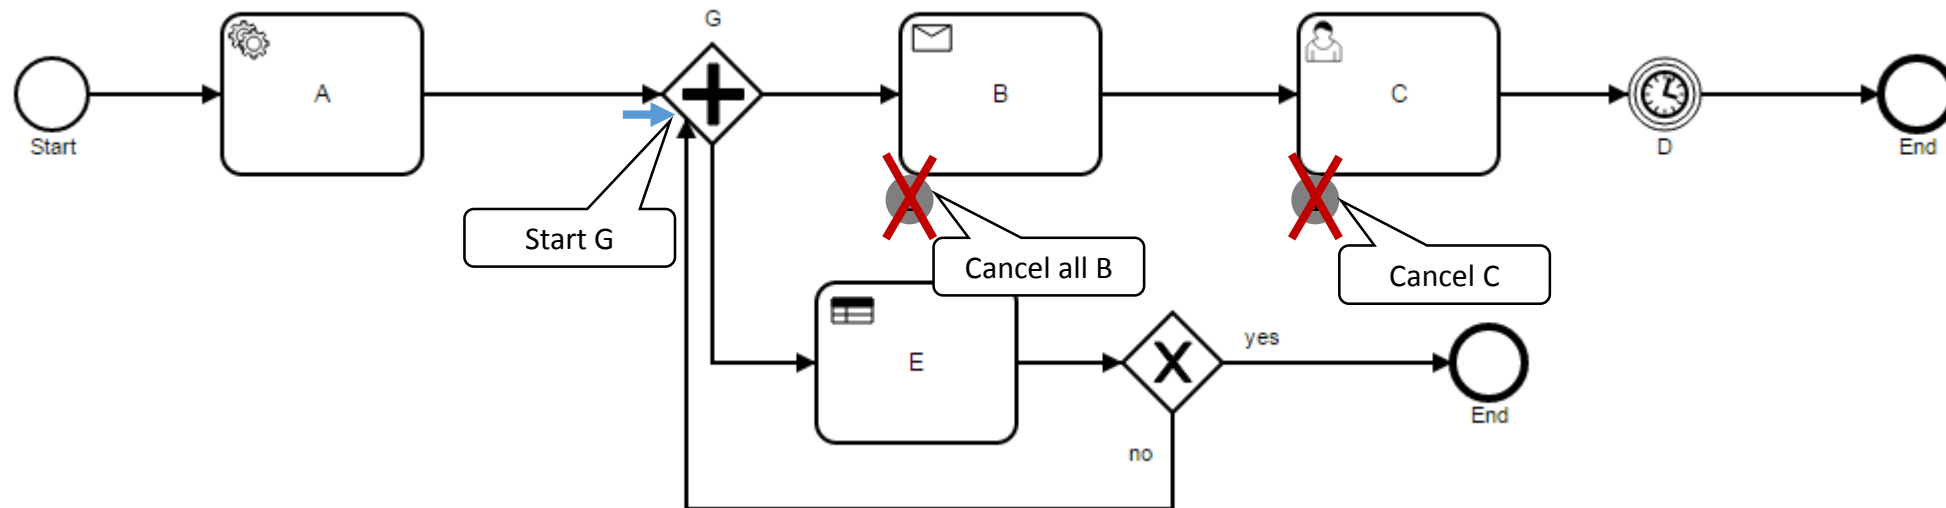 G
A
B
C
Start
D
End
Start G
Cancel all B
Cancel C
E
yes
X
End
no